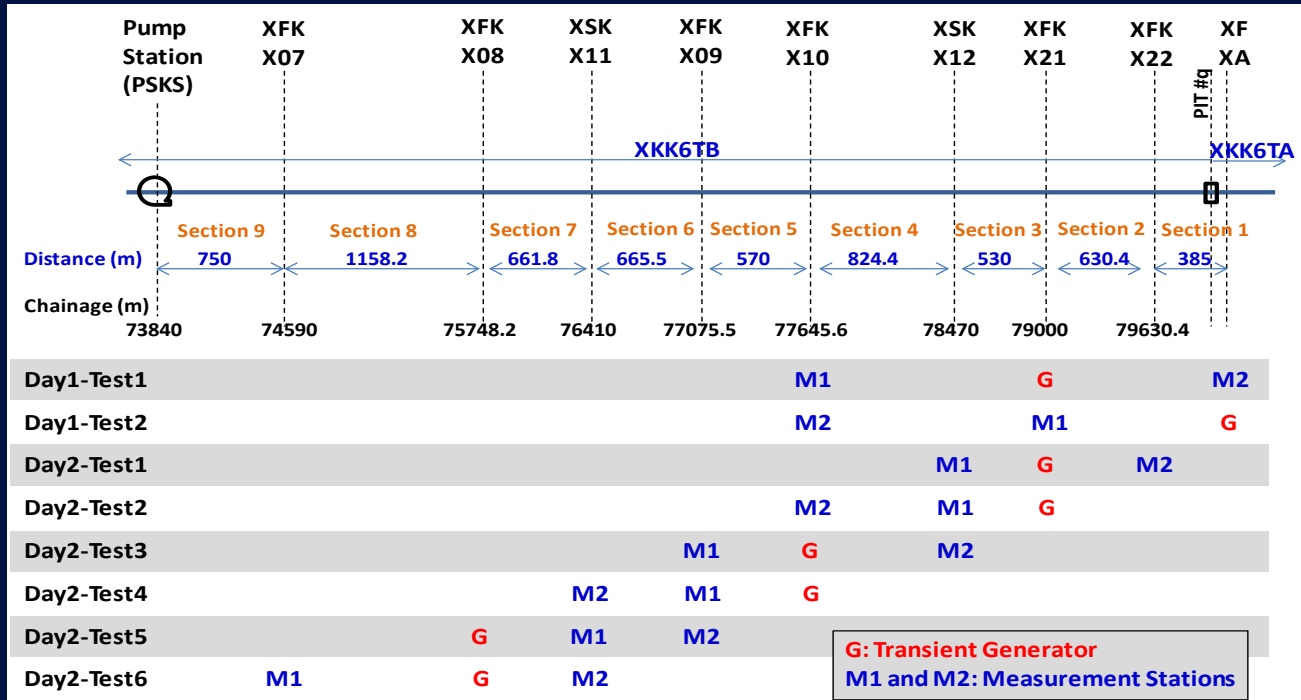 Pump XFK XFK XSK XFK XFK XSK XFK XFK XF
Station X07 X08 X11 X09 X10 X12 X21 X22 XA
(PSKS)
PIT #q
XKK6TB XKK6TA
Section 9 Section 8 Section 7 Section 6 Section 5 Section 4 Section 3 Section 2 Section 1
Distance (m) 750 1158.2 661.8 665.5 570 824.4 530 630.4 385
Chainage (m)
73840 74590 75748.2 76410 77075.5 77645.6 78470 79000 79630.4
Day1-Test1 M1 G M2
Day1-Test2 M2 M1 G
Day2-Test1 M1 G M2
Day2-Test2 M2 M1 G
Day2-Test3 M1 G M2
Day2-Test4 M2 M1 G
Day2-Test5 G M1 M2
Day2-Test6 M1 G M2
G: Transient Generator
M1 and M2: Measurement Stations